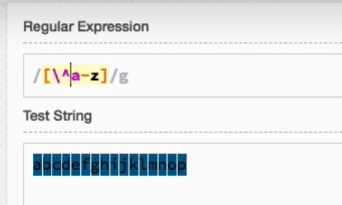 Regular Expression
/[\^a-z]/g
Test String
abcdefghijklmnop